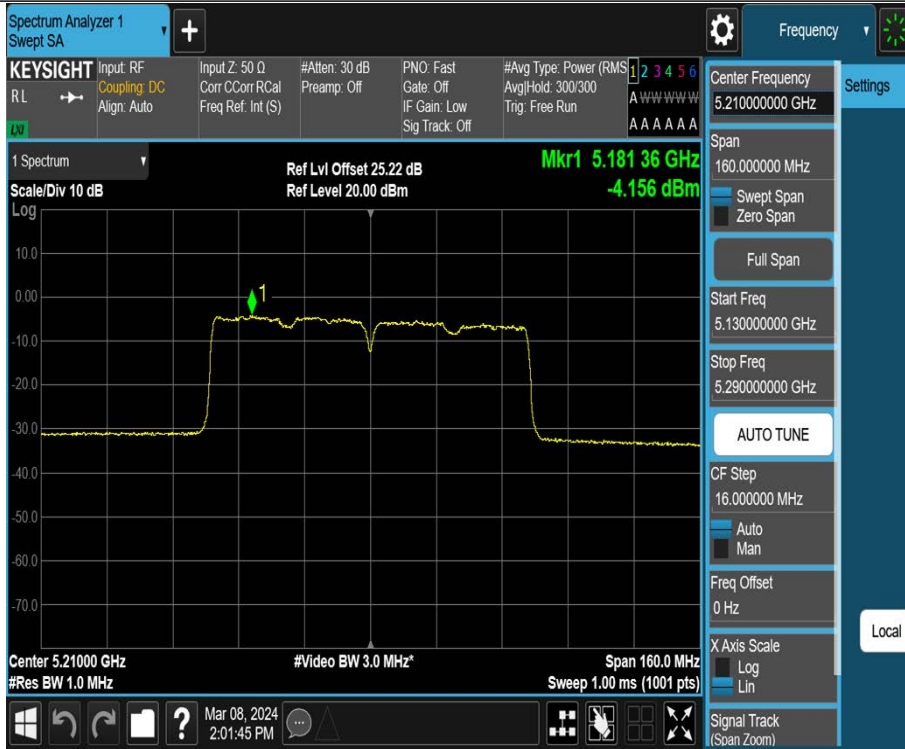 Spectrum Analyzer 1
Swept SA
+
Frequency
KEYSIGHT
RL
LXI
Input: RF
Coupling: DC
Align: Auto
Input Z: 50 Ω
Corr CCorr RCal
Freq Ref: Int (S)
#Atten: 30 dB
Preamp: Off
PNO: Fast
Gate: Off
IF Gain: Low
Sig Track: Off
#Avg Type: Power (RMS
Avg|Hold: 300/300
Trig: Free Run
1 2 3 4 5 6
A W W W W W
A A A A A A
1 Spectrum
Scale/Div 10 dB
Log
Ref Lvl Offset 25.22 dB
Ref Level 20.00 dBm
Mkr1 5.181 36 GHz
-4.156 dBm
1
10.0
0.00
-10.0
-20.0
-30.0
-40.0
-50.0
-60.0
-70.0
Center 5.21000 GHz
#Res BW 1.0 MHz
#Video BW 3.0 MHz*
Span 160.0 MHz
Sweep 1.00 ms (1001 pts)
?
Mar 08, 2024
2:01:45 PM
Center Frequency
5.210000000 GHz
Span
160.000000 MHz
Swept Span
Zero Span
Full Span
Start Freq
5.130000000 GHz
Stop Freq
5.290000000 GHz
AUTO TUNE
CF Step
16.000000 MHz
Auto
Man
Freq Offset
0 Hz
X Axis Scale
Log
Lin
Signal Track
(Span Zoom)
Settings
Local